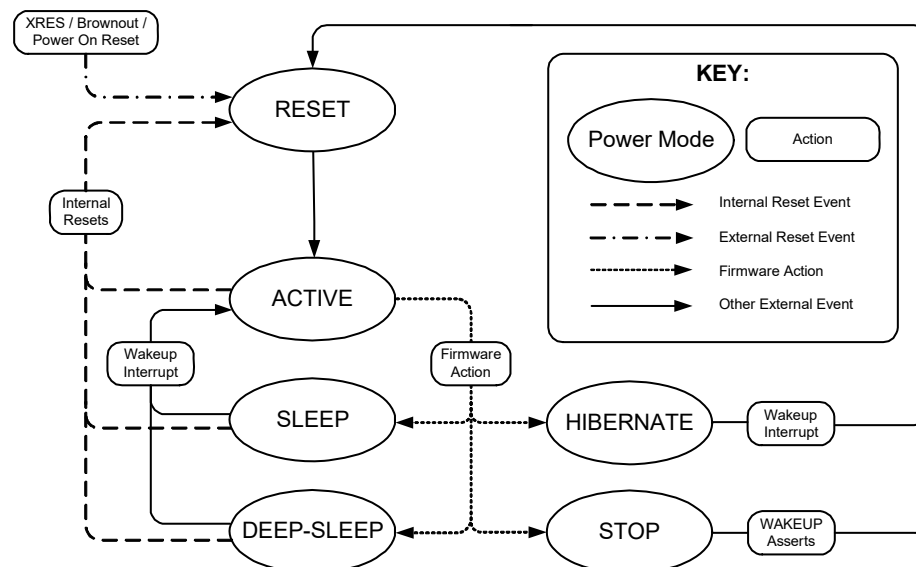 XRES / Brownout /
Power On Reset
RESET
KEY:
Power Mode
Action
Internal Reset Event
External Reset Event
Firmware Action
Other External Event
Internal
Resets
ACTIVE
Wakeup
Interrupt
Firmware
Action
SLEEP
HIBERNATE
Wakeup
Interrupt
DEEP-SLEEP
STOP
WAKEUP
Asserts